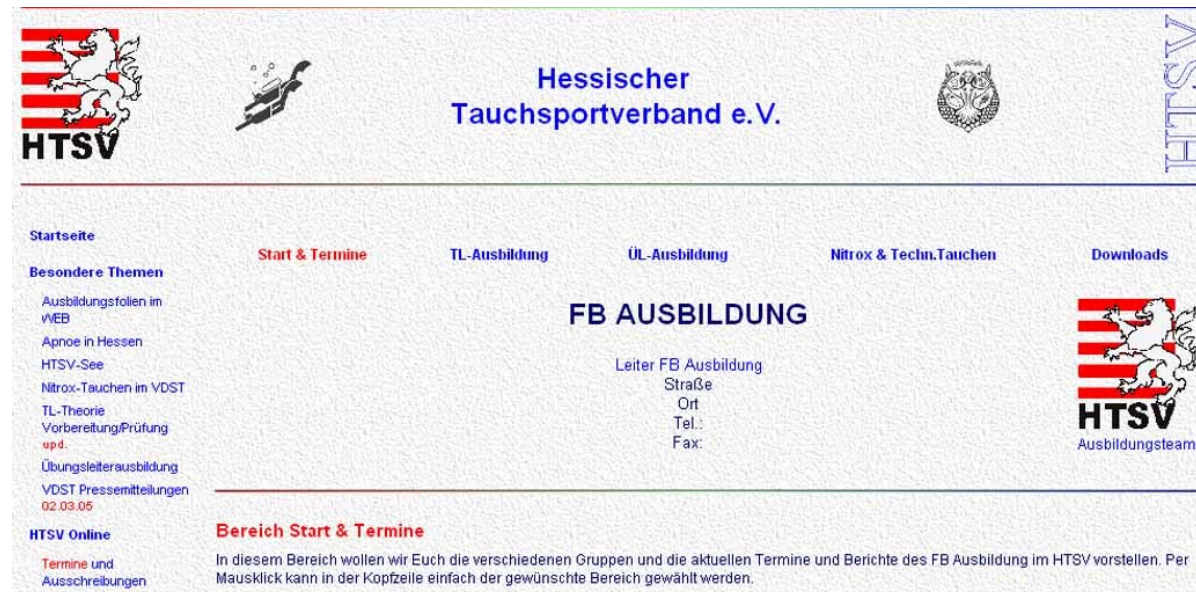 HTSV
Hessischer
Tauchsportverband e.V.
HTSV
Startseite
Besondere Themen
Ausbildungsfolien im
WEB
Apnoe in Hessen
HTSV-See
Nitrox-Tauchen im VDST
TL-Theorie
Vorbereitung/Prüfung
upd.
Übungsleiterausbildung
VDST Pressemitteilungen
02.03.05
HTSV Online
Termine und
Ausschreibungen
Start & Termine
TL-Ausbildung
ÜL-Ausbildung
Nitrox & Techn.Tauchen
Downloads
FB AUSBILDUNG
Leiter FB Ausbildung
Straße
Ort
Tel.:
Fax:
HTSV
Ausbildungsteam
Bereich Start & Termine
In diesem Bereich wollen wir Euch die verschiedenen Gruppen und die aktuellen Termine und Berichte des FB Ausbildung im HTSV vorstellen. Per
Mausklick kann in der Kopfzeile einfach der gewünschte Bereich gewählt werden.